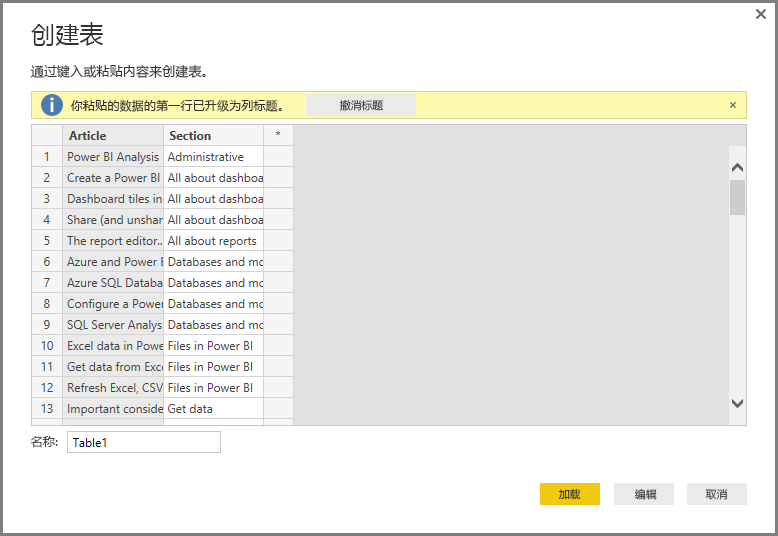 创建表
通过键入或粘贴内容来创建表。
你粘贴的数据的第一行已升级为列标题。 撤消标题
Article Section *
1 Power BI Analysis Administrative
2 Create a Power BI All about dashboa
3 Dashboard tiles in All about dashboa
4 Share (and unshar All about dashboa
5 The report editor... All about reports
6 Azure and Power B Databases and mo
7 Azure SQL Databa Databases and mo
8 Configure a Power Databases and mo
9 SQL Server Analys Databases and mo
10 Excel data in Powe Files in Power BI
11 Get data from Exce Files in Power BI
12 Refresh Excel, CSV Files in Power BI
13 Important conside Get data
名称: Table1
加载 编辑 取消